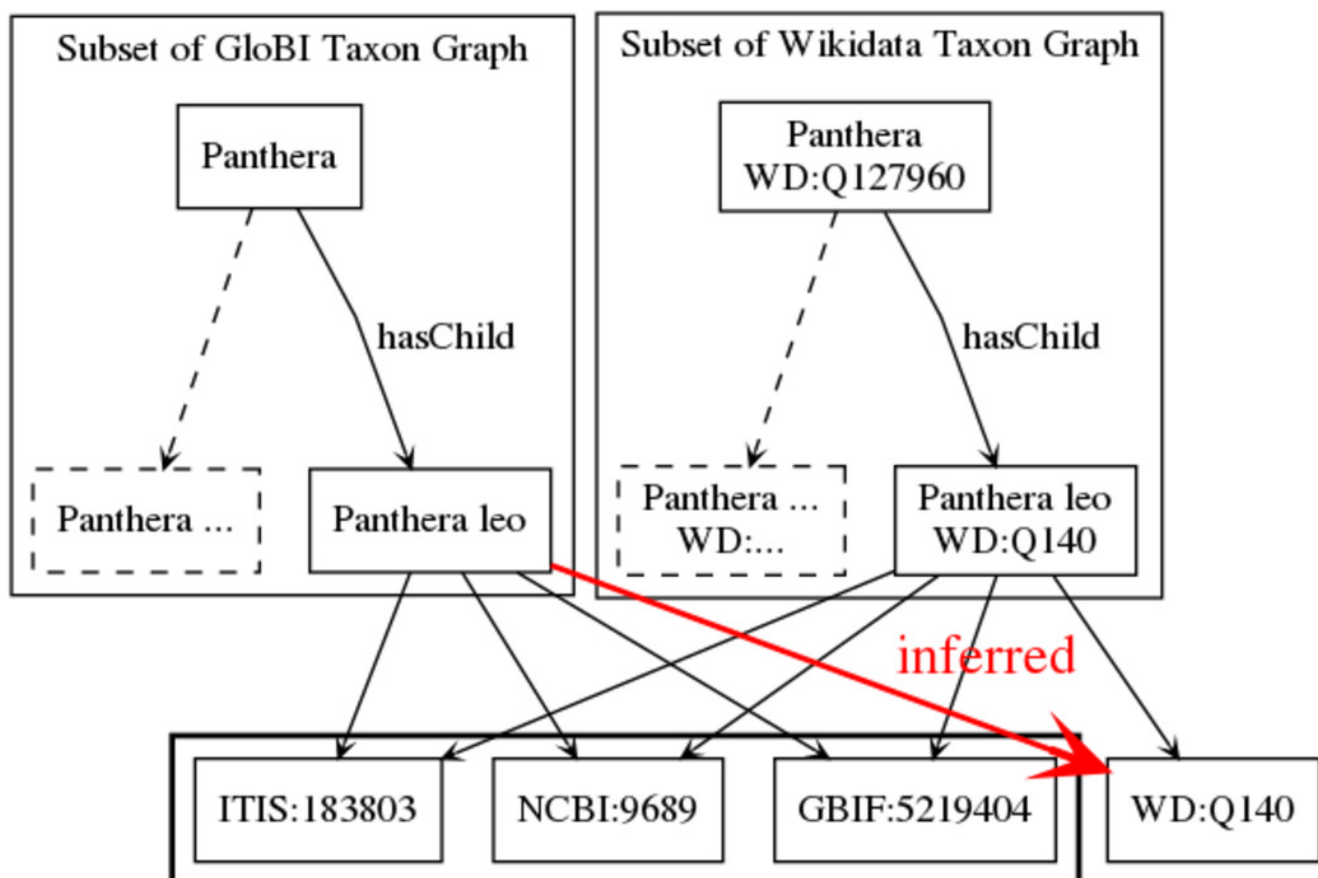 Subset of GloBI Taxon Graph
Panthera
hasChild
Panthera ...
Panthera leo
Subset of Wikidata Taxon Graph
Panthera
WD:Q127960
hasChild
Panthera ...
WD:...
Panthera leo
WD:Q140
inferred
ITIS:183803
NCBI:9689
GBIF:5219404
WD:Q140